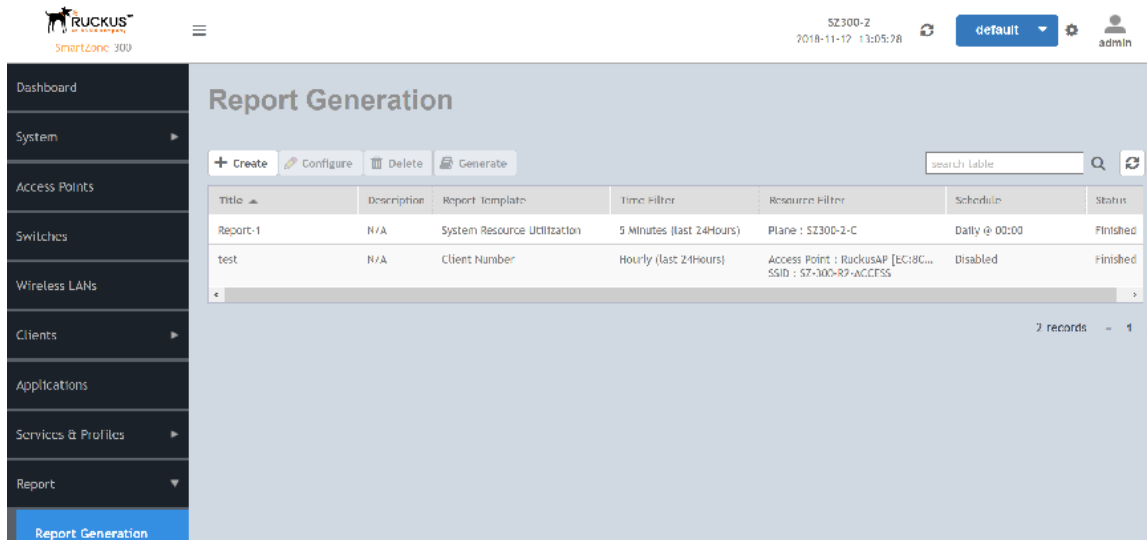 RUCKUS
SmartZone 300
SZ300-2
2018-11-12 13:05:28
default
admin
Dashboard
System
Access Points
Switches
Wireless LANs
Clients
Applications
Services & Profiles
Report
Report Generation
Report Generation
Create Configure Delete Generate
search table
Title Description Report Template Time Filter Resource Filter Schedule Status
Report-1 N/A System Resource Utilization 5 Minutes (last 24Hours) Plane : SZ300-2-C Daily @ 00:00 Finished
test N/A Client Number Hourly (last 24Hours) Access Point : RuckusAP [EC:8C... Disabled Finished
SSID : SZ-300-R2-ACCESS
2 records 1